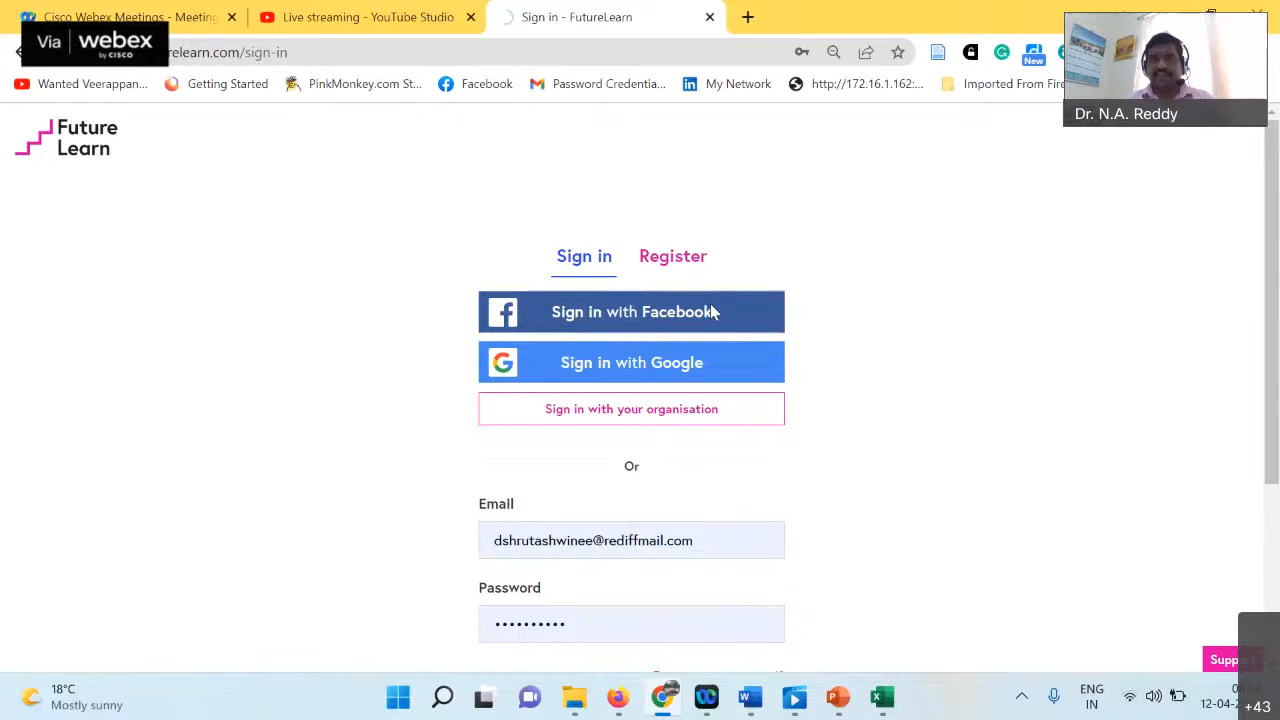 Cisco Webex Meetings - Meeting
Live streaming - YouTube Studio
Sign in - FutureLearn
Via webex
by CISCO
relearn.com/sign-in
New
Wanted Veerappan...
Getting Started
PinkMonkey.com St...
Facebook
Password Credentia...
My Network
http://172.16.1.162:...
Dr. N.A. Reddy
Future
Learn
Sign in
Register
Sign in with Facebook
Sign in with Google
Sign in with your organisation
Or
Email
dshrutashwinee@rediffmail.com
Password
Supp
18°C
Mostly sunny
ENG
IN
12-04-2
+43